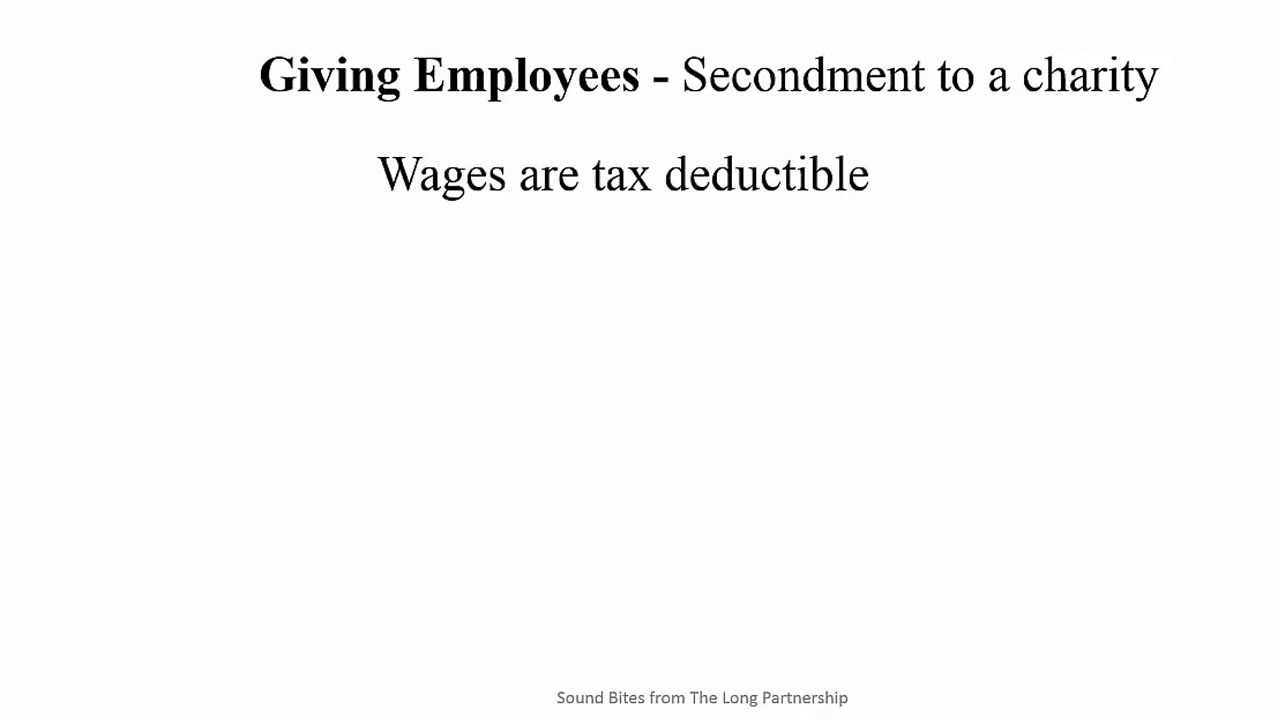 Giving Employees - Secondment to a charity
Wages are tax deductible
Sound Bites from The Long Partnership